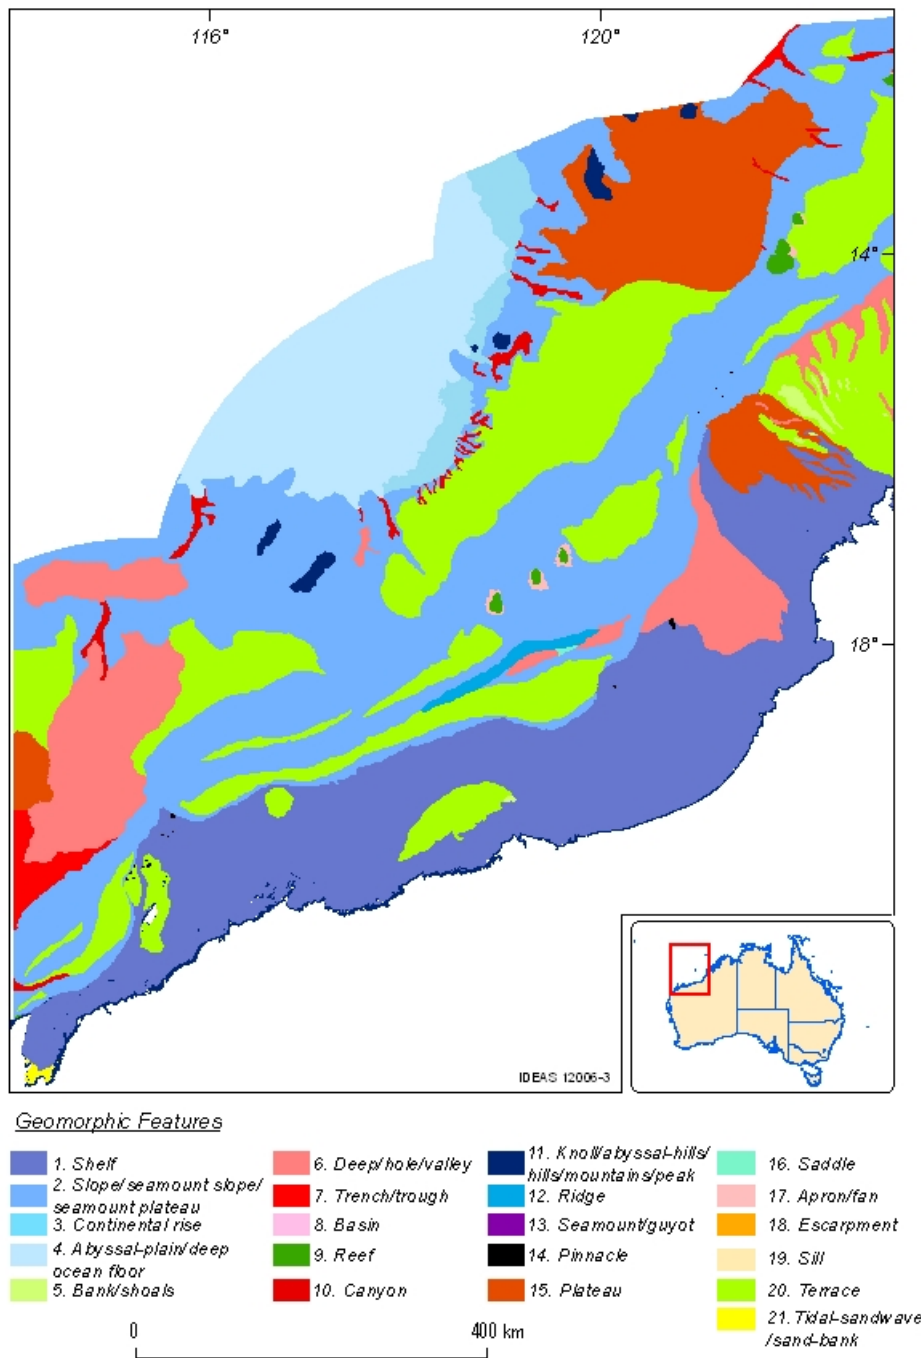 116°
120°
14°
18°
IDEAS 12006-3
Geomorphic Features
1. Shelf
2. Slope/seamount slope/
seamount plateau
3. Continental rise
4. Abyssal-plain/deep
ocean floor
5. Bank/shoals
6. Deep/hole/valley
7. Trench/trough
8. Basin
9. Reef
10. Canyon
11. Knoll/abyssal-hills/
hills/mountains/peak
12. Ridge
13. Seamount/guyot
14. Pinnacle
15. Plateau
16. Saddle
17. Apron/fan
18. Escarpment
19. Sill
20. Terrace
21. Tidal-sandwave
/sand-bank
0 400 km